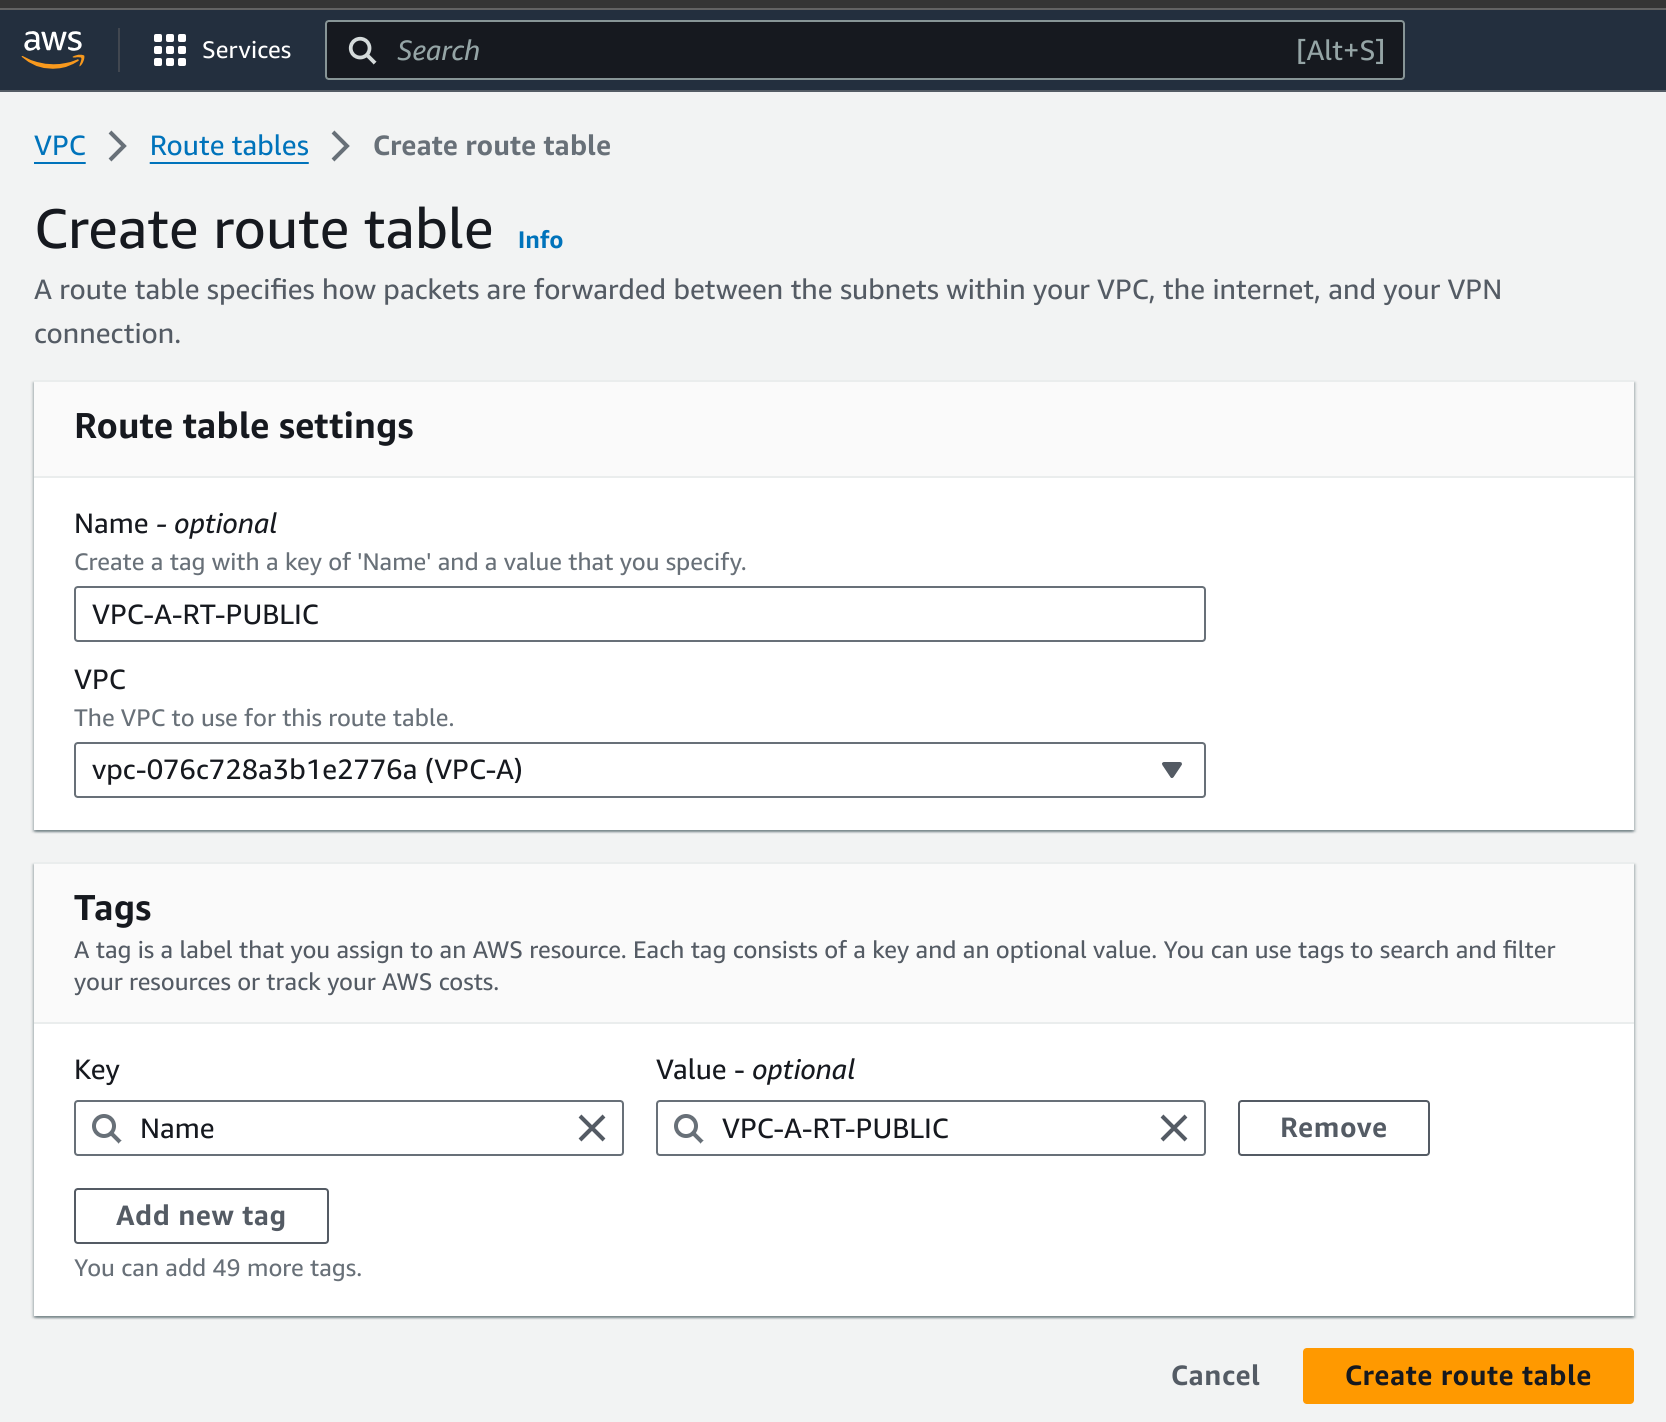 aws
Services
Search [Alt+S]
VPC > Route tables > Create route table
Create route table Info
A route table specifies how packets are forwarded between the subnets within your VPC, the internet, and your VPN
connection.
Route table settings
Name - optional
Create a tag with a key of 'Name' and a value that you specify.
VPC-A-RT-PUBLIC
VPC
The VPC to use for this route table.
vpc-076c728a3b1e2776a (VPC-A)
Tags
A tag is a label that you assign to an AWS resource. Each tag consists of a key and an optional value. You can use tags to search and filter
your resources or track your AWS costs.
Key Value - optional
Name VPC-A-RT-PUBLIC Remove
Add new tag
You can add 49 more tags.
Cancel Create route table